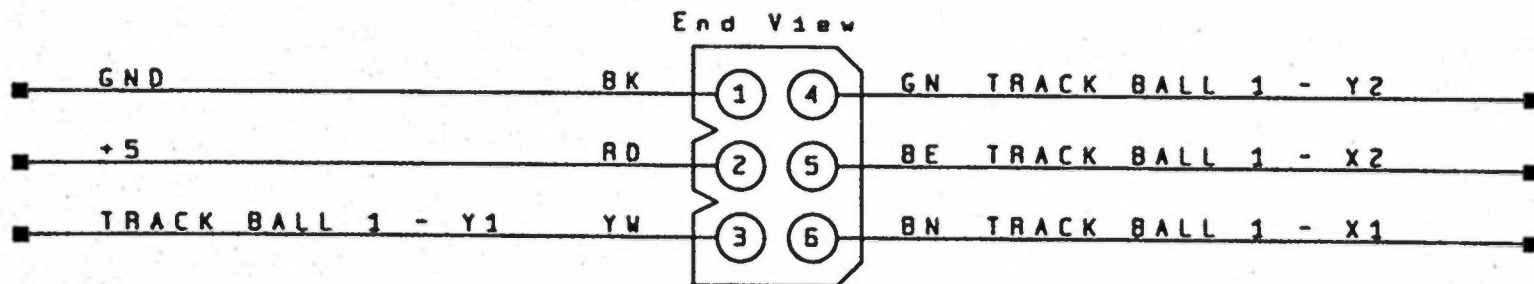 End View
GND BK 1 4 GN TRACK BALL 1 - Y2
+5 RD 2 5 BE TRACK BALL 1 - X2
TRACK BALL 1 - Y1 YW 3 6 BN TRACK BALL 1 - X1